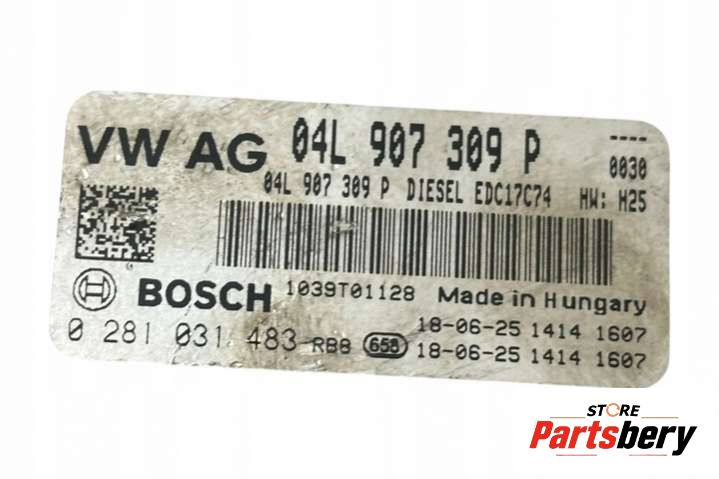 VW AG 04L 907 309 P ----
0030
04L 907 309 P DIESEL EDC17C74 HW: H25
BOSCH 1039T01128 Made in Hungary
0 281 031 483 RBB 658 18-06-25 1414 1607
18-06-25 1414 1607
STORE
Partsbery